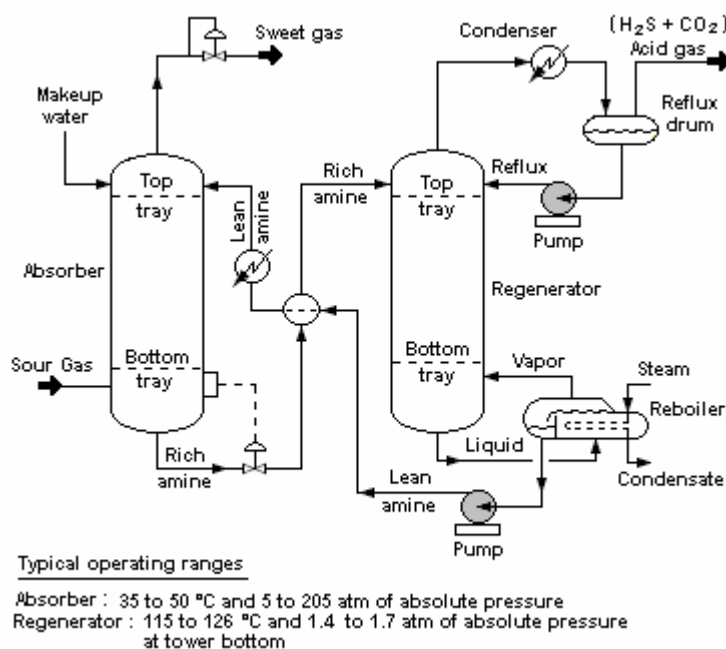 Sweet gas
Makeup
water
Condenser
(H₂S + CO₂)
Acid gas
Reflux
drum
Top
tray
Lean
amine
Rich
amine
Top
tray
Reflux
Pump
Absorber
Regenerator
Sour Gas
Bottom
tray
Bottom
tray
Vapor
Steam
Reboiler
Rich
amine
Liquid
Condensate
Lean
amine
Pump
Typical operating ranges
Absorber : 35 to 50 °C and 5 to 205 atm of absolute pressure
Regenerator : 115 to 126 °C and 1.4 to 1.7 atm of absolute pressure
at tower bottom